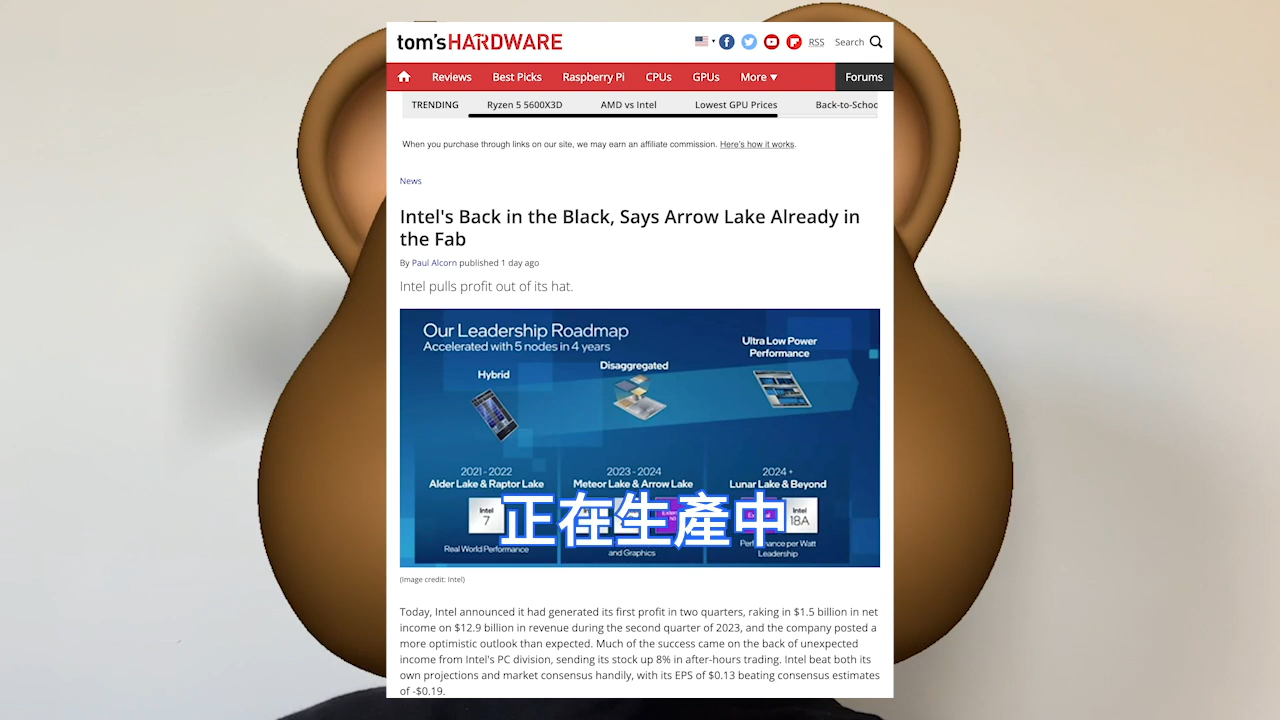 tom'sHARDWARE
RSS
Search
Reviews
Best Picks
Raspberry Pi
CPUs
GPUs
More
Forums
TRENDING
Ryzen 5 5600X3D
AMD vs Intel
Lowest GPU Prices
When you purchase through links on our site, we may earn an affiliate commission. Here's how it works.
News
Intel's Back in the Black, Says Arrow Lake Already in
the Fab
By Paul Alcorn published 1 day ago
Intel pulls profit out of its hat.
Our Leadership Roadmap
Accelerated with 5 nodes in 4 years
Hybrid
Disaggregated
Ultra Low Power
Performance
2021 - 2022
Alder Lake & Raptor Lake
Intel
7
Real World Performance
2023 - 2024
Meteor Lake & Arrow Lake
and Graphics
2024 +
Lunar Lake & Beyond
Intel
18A
per Watt
Leadership
正在生產中
(Image credit: Intel)
Today, Intel announced it had generated its first profit in two quarters, raking in $1.5 billion in net
income on $12.9 billion in revenue during the second quarter of 2023, and the company posted a
more optimistic outlook than expected. Much of the success came on the back of unexpected
income from Intel's PC division, sending its stock up 8% in after-hours trading. Intel beat both its
own projections and market consensus handily, with its EPS of $0.13 beating consensus estimates
of -$0.19.